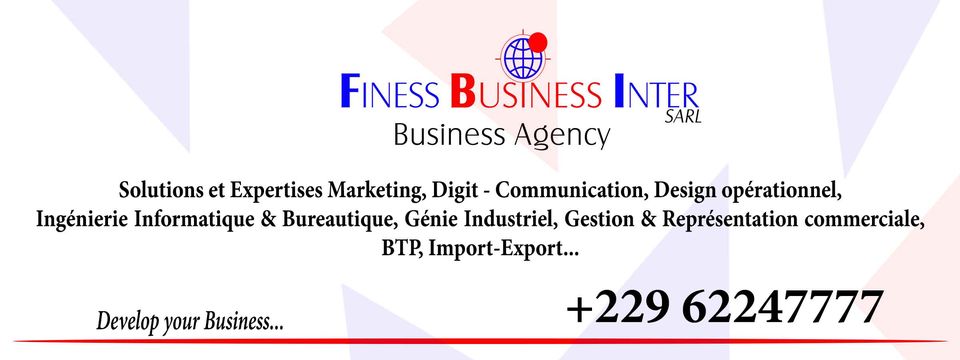 FINESS BUSINESS INTER
SARL
Business Agency
Solutions et Expertises Marketing, Digit - Communication, Design opérationnel,
Ingénierie Informatique & Bureautique, Génie Industriel, Gestion & Représentation commerciale,
BTP, Import-Export...
Develop your Business...
+229 62247777